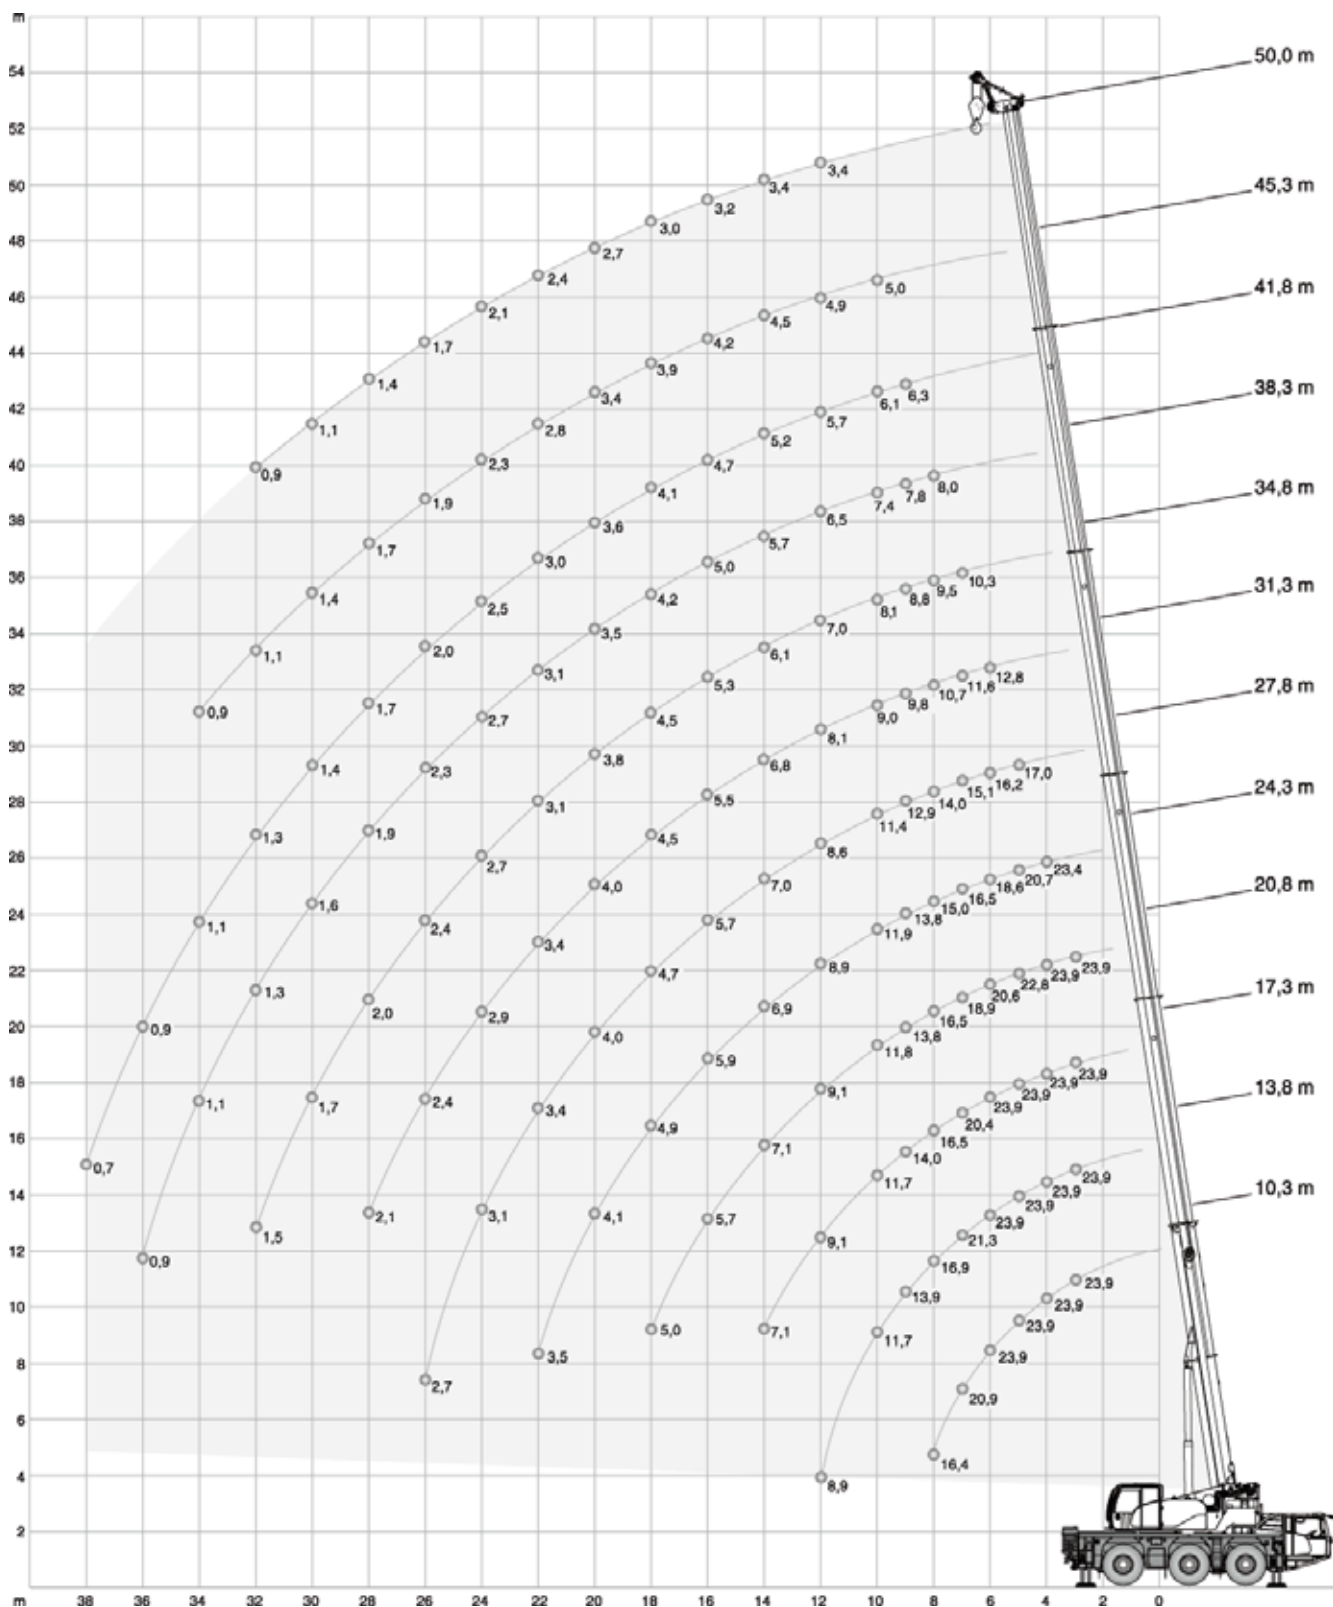 m
54
52
50
48
46
44
42
40
38
36
34
32
30
28
26
24
22
20
18
16
14
12
10
8
6
4
2
50,0 m
45,3 m
41,8 m
38,3 m
34,8 m
31,3 m
27,8 m
24,3 m
20,8 m
17,3 m
13,8 m
10,3 m
0,9 1,1 1,4 1,7 2,1 2,4 2,7 3,0 3,2 3,4 3,4
0,9 1,1 1,4 1,7 1,9 2,3 2,8 3,4 3,9 4,2 4,5 4,9 5,0
0,7 0,9 1,1 1,3 1,4 1,7 2,0 2,5 3,0 3,6 4,1 4,7 5,2 5,7 6,1 6,3
0,9 1,1 1,3 1,6 1,9 2,3 2,7 3,1 3,5 4,2 5,0 5,7 6,5 7,4 7,8 8,0
1,5 1,7 2,0 2,4 2,7 3,1 3,8 4,5 5,3 6,1 7,0 8,1 8,8 9,5 10,3
2,1 2,4 2,9 3,4 4,0 4,5 5,5 6,8 8,1 9,0 9,8 10,7 11,6 12,8
2,7 3,1 3,4 4,0 4,7 5,7 7,0 8,6 11,4 12,9 14,0 15,1 16,2 17,0
3,5 4,1 4,9 5,9 6,9 8,9 11,9 13,8 15,0 16,5 18,6 20,7 23,4
5,0 5,7 7,1 9,1 11,8 13,8 16,5 18,9 20,6 22,8 23,9 23,9
7,1 9,1 11,7 14,0 16,5 20,4 23,9 23,9 23,9 23,9
8,9 11,7 13,9 16,9 21,3 23,9 23,9 23,9 23,9
16,4 20,9 23,9 23,9 23,9 23,9
m 38 36 34 32 30 28 26 24 22 20 18 16 14 12 10 8 6 4 2 0